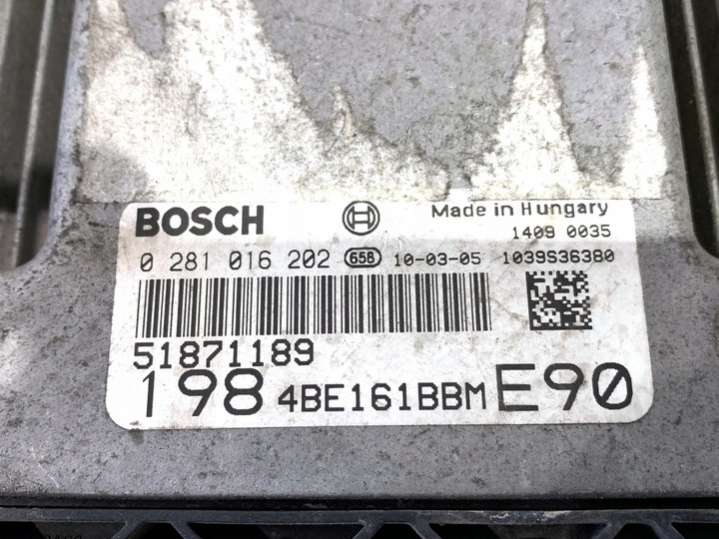 BOSCH Made in Hungary
1409 0035
0 281 016 202 658 10-03-05 1039S36380
51871189
198 4BE161BBM E90